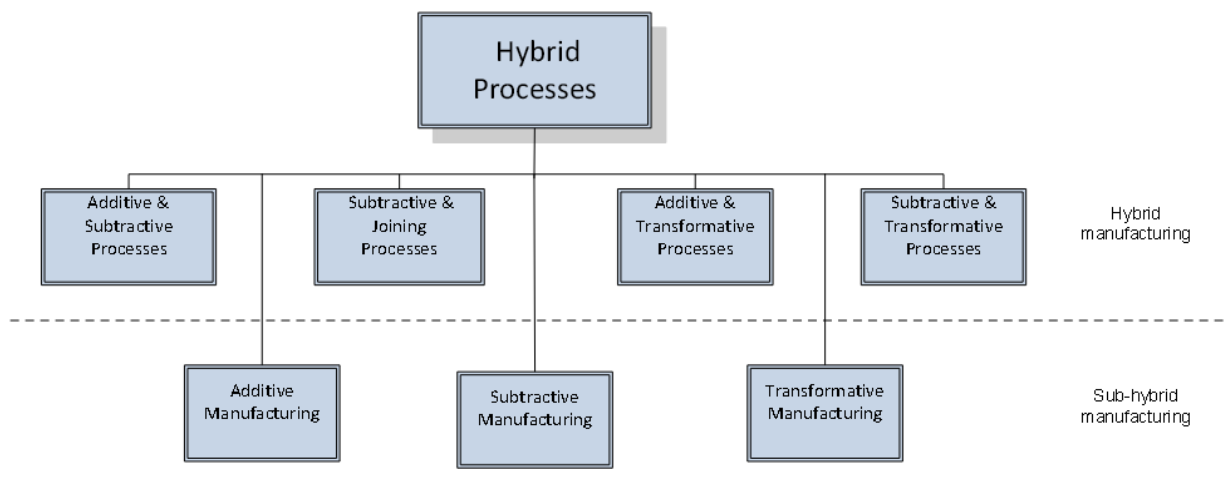 Hybrid
Processes
Additive &
Subtractive
Processes
Subtractive &
Joining
Processes
Additive &
Transformative
Processes
Subtractive &
Transformative
Processes
Hybrid
manufacturing
Additive
Manufacturing
Subtractive
Manufacturing
Transformative
Manufacturing
Sub-hybrid
manufacturing